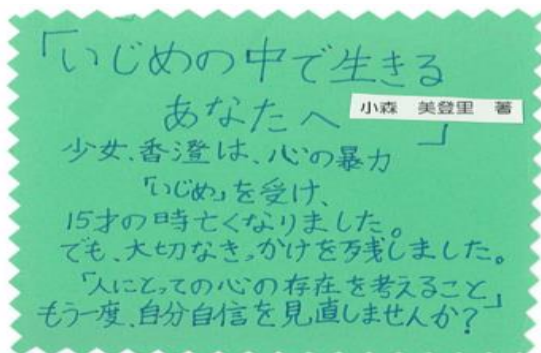 「いじめの中で生きる
あなたへ　」
小森　美登里　著
少女、香澄は、心の暴力
「いじめ」を受け、
15才の時亡くなりました。
でも、大切なきっかけを残しました。
「人にとっての心の存在を考えること」
もう一度、自分自信を見直しませんか？